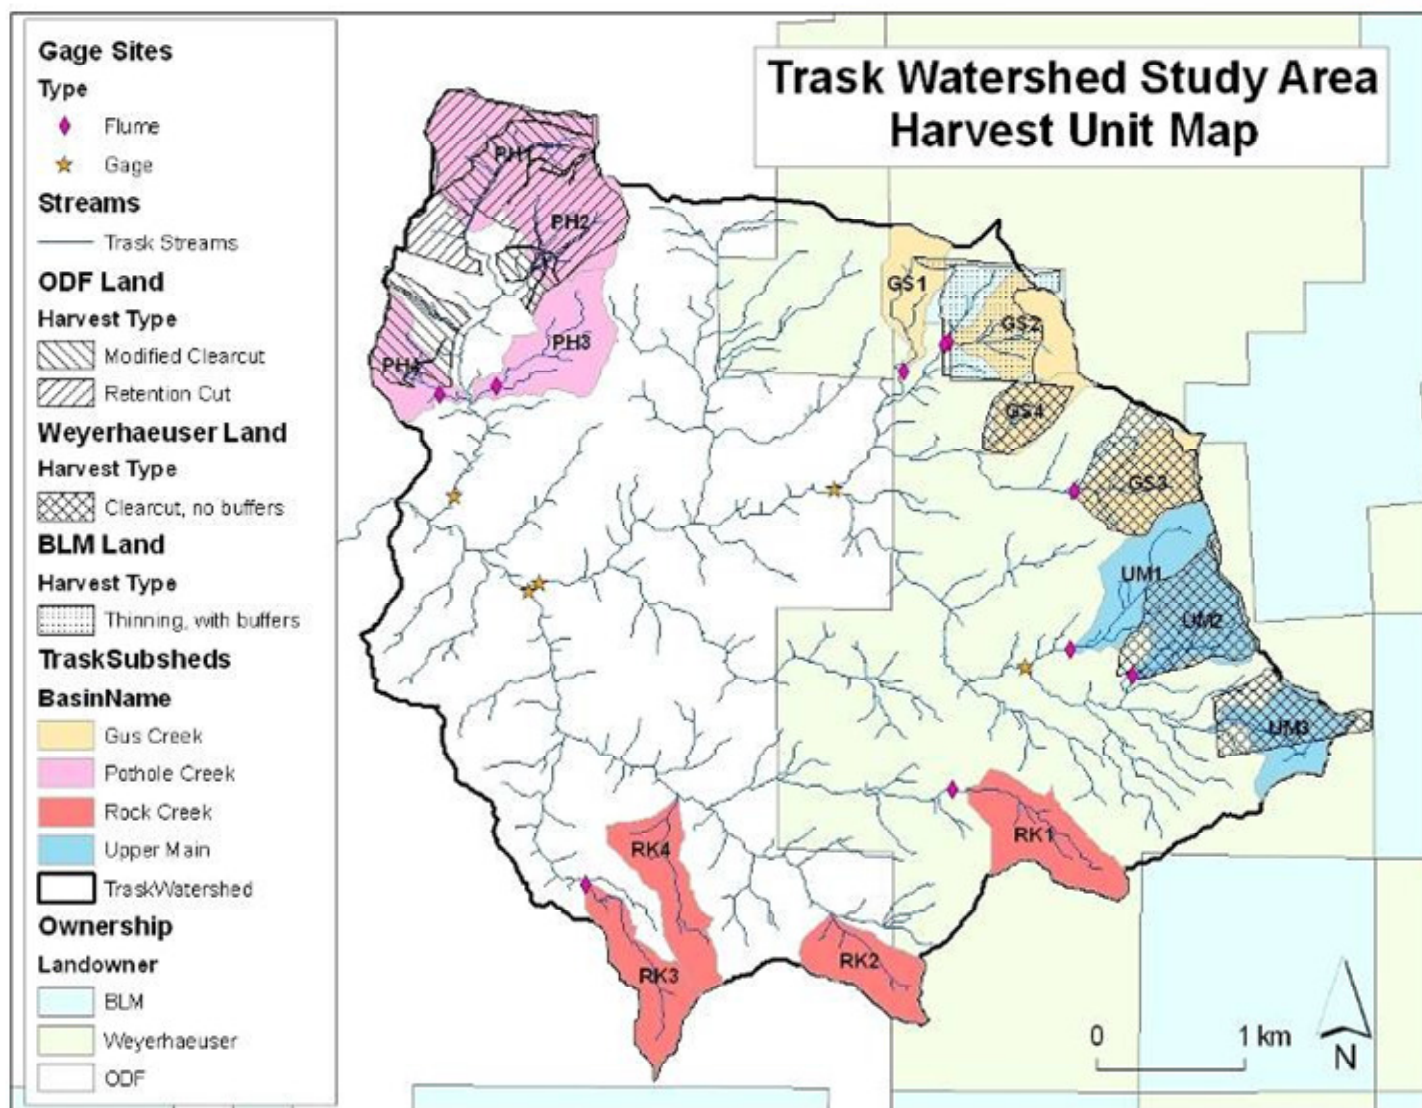 Gage Sites
Type
Flume
Gage
Streams
Trask Streams
ODF Land
Harvest Type
Modified Clearcut
Retention Cut
Weyerhaeuser Land
Harvest Type
Clearcut, no buffers
BLM Land
Harvest Type
Thinning, with buffers
TraskSubsheds
BasinName
Gus Creek
Pothole Creek
Rock Creek
Upper Main
TraskWatershed
Ownership
Landowner
BLM
Weyerhaeuser
ODF
Trask Watershed Study Area
Harvest Unit Map
PH1
PH2
PH3
PH4
GS1
GS2
GS4
GS3
UM1
UM2
UM3
RK1
RK4
RK3
RK2
0 1 km
N